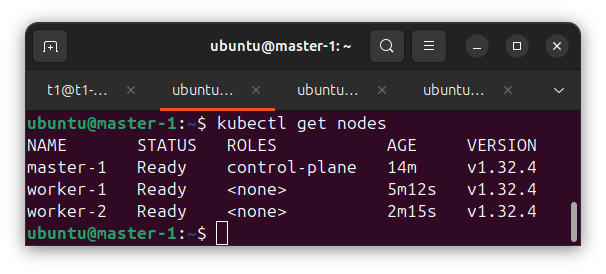 ubuntu@master-1: ~
t1@t1-...
ubuntu...
ubuntu...
ubuntu...
ubuntu@master-1:~$ kubectl get nodes
NAME STATUS ROLES AGE VERSION
master-1 Ready control-plane 14m v1.32.4
worker-1 Ready <none> 5m12s v1.32.4
worker-2 Ready <none> 2m15s v1.32.4
ubuntu@master-1:~$